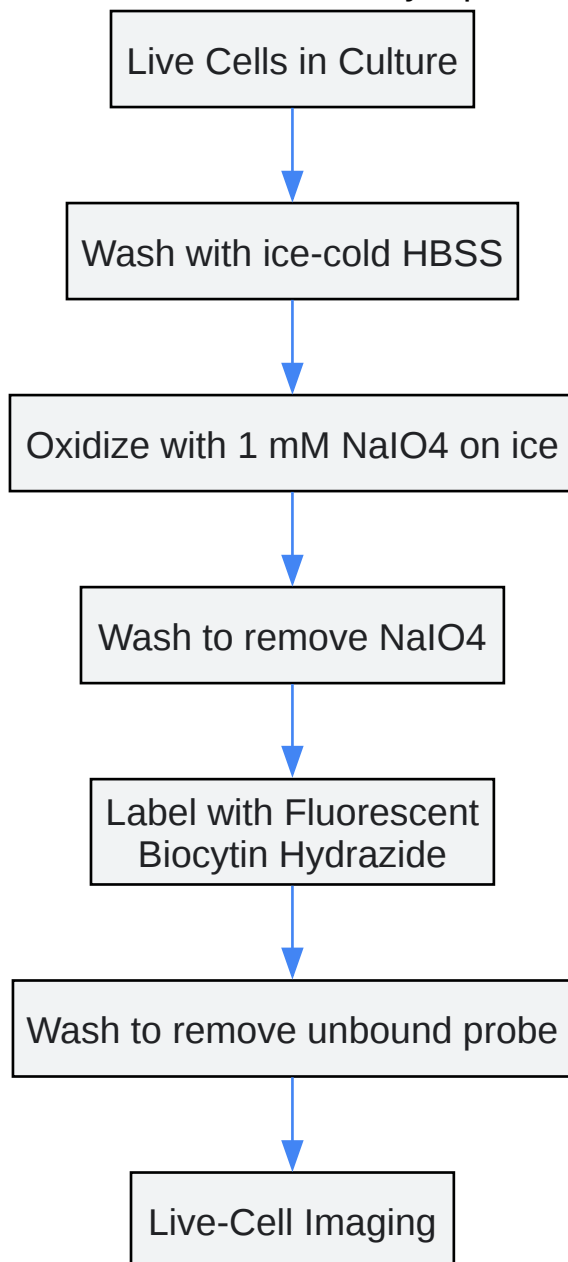 Live Cells in Culture
Wash with ice-cold HBSS
Oxidize with 1 mM NaIO4 on ice
Wash to remove NaIO4
Label with Fluorescent
Biocytin Hydrazide
Wash to remove unbound probe
Live-Cell Imaging